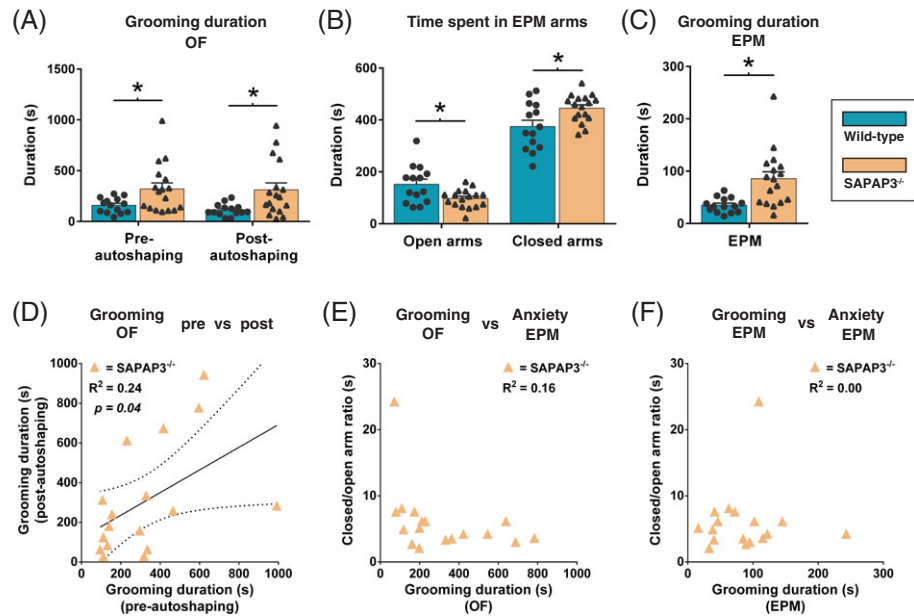 (A)
Grooming duration
OF
Duration (s)
1500
1000
500
0
*
*
Pre-
autoshaping
Post-
autoshaping
(B)
Time spent in EPM arms
Duration (s)
600
400
200
0
*
*
Open arms
Closed arms
(C)
Grooming duration
EPM
Duration (s)
300
200
100
0
*
EPM
Wild-type
SAPAP3⁻/⁻
(D)
Grooming
OF
pre vs post
▲ = SAPAP3⁻/⁻
R² = 0.24
p = 0.04
Grooming duration (s)
(post-autoshaping)
1000
800
600
400
200
0
0 200 400 600 800 1000
Grooming duration (s)
(pre-autoshaping)
(E)
Grooming
OF
vs
Anxiety
EPM
▲ = SAPAP3⁻/⁻
R² = 0.16
Closed/open arm ratio (s)
30
20
10
0
0 200 400 600 800 1000
Grooming duration (s)
(OF)
(F)
Grooming
EPM
vs
Anxiety
EPM
▲ = SAPAP3⁻/⁻
R² = 0.00
Closed/open arm ratio (s)
30
20
10
0
0 100 200 300
Grooming duration (s)
(EPM)